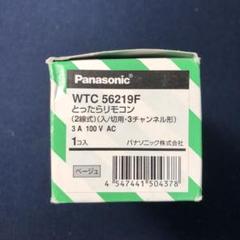 Panasonic
WTC 56219F
とったらリモコン
(2線式)(入/切用・3チャンネル形)
3 A 100 V AC
1コ入
パナソニック株式会社
ベージュ
4 547441 504378